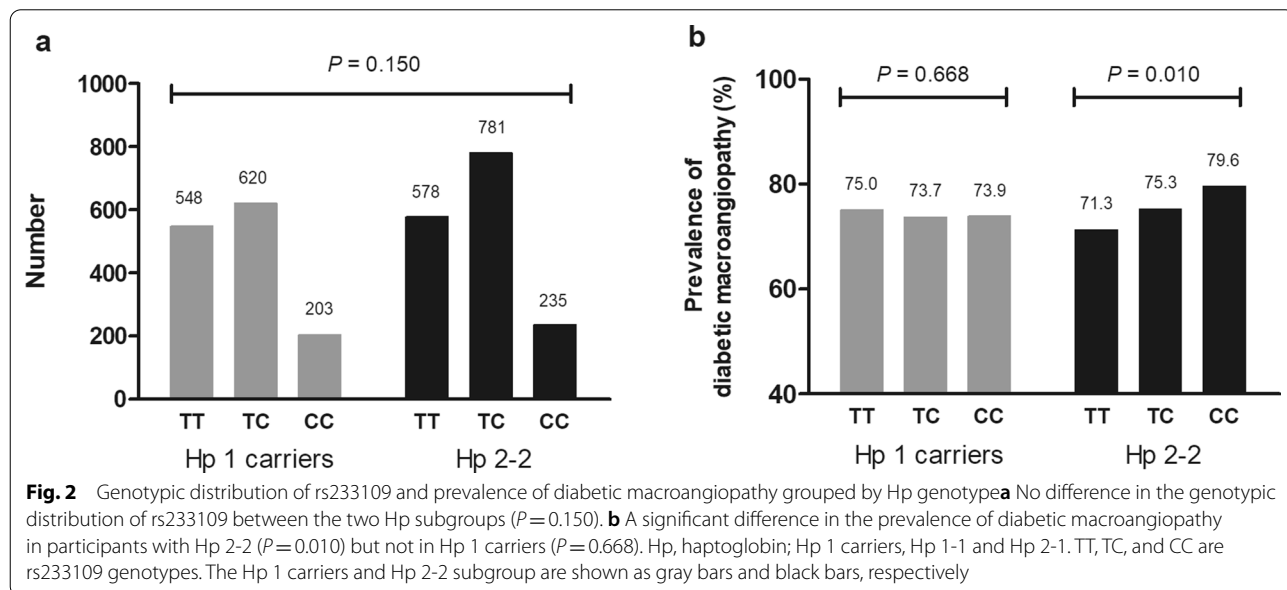 a
P = 0.150
1000
800
600
400
200
0
Number
548
620
203
578
781
235
TT TC CC TT TC CC
Hp 1 carriers Hp 2-2
b
P = 0.668 P = 0.010
100
80
60
40
Prevalence of
diabetic macroangiopathy (%)
75.0
73.7
73.9
71.3
75.3
79.6
TT TC CC TT TC CC
Hp 1 carriers Hp 2-2
Fig. 2 Genotypic distribution of rs233109 and prevalence of diabetic macroangiopathy grouped by Hp genotypea No difference in the genotypic
distribution of rs233109 between the two Hp subgroups (P = 0.150). b A significant difference in the prevalence of diabetic macroangiopathy
in participants with Hp 2-2 (P = 0.010) but not in Hp 1 carriers (P = 0.668). Hp, haptoglobin; Hp 1 carriers, Hp 1-1 and Hp 2-1. TT, TC, and CC are
rs233109 genotypes. The Hp 1 carriers and Hp 2-2 subgroup are shown as gray bars and black bars, respectively